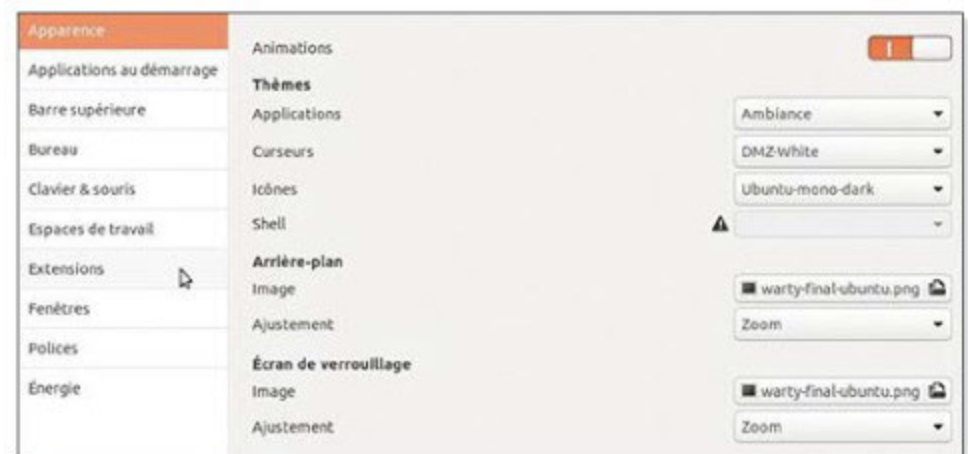 Apparence
Applications au démarrage
Barre supérieure
Bureau
Clavier & souris
Espaces de travail
Extensions
Fenêtres
Polices
Énergie
Animations
Thèmes
Applications Ambiance
Curseurs DMZ-White
Icônes Ubuntu-mono-dark
Shell
Arrière-plan
Image warty-final-ubuntu.png
Ajustement Zoom
Écran de verrouillage
Image warty-final-ubuntu.png
Ajustement Zoom